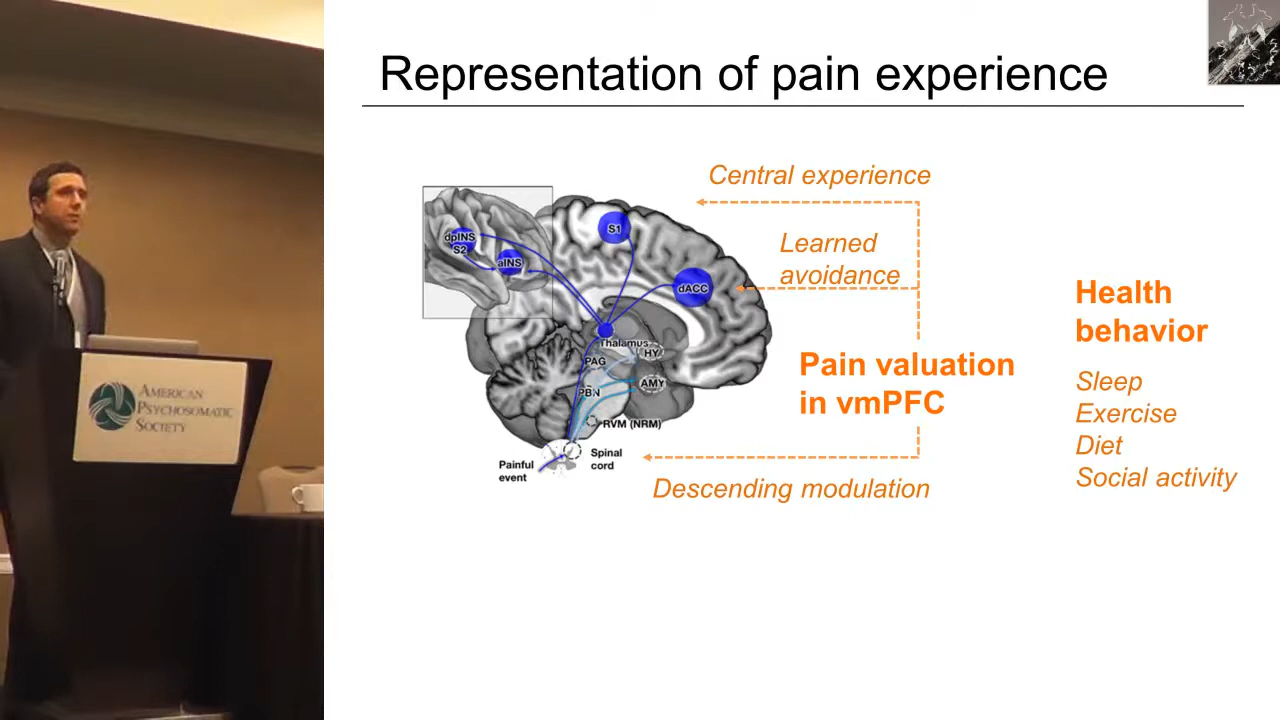 Representation of pain experience
Central experience
Learned
avoidance
Pain valuation
in vmPFC
Descending modulation
Health
behavior
Sleep
Exercise
Diet
Social activity
dpINS
S2
aINS
S1
dACC
Thalamus
HY
PAG
AMY
PBN
RVM (NRM)
Spinal
cord
Painful
event
AMERICAN
PSYCHOSOMATIC
SOCIETY